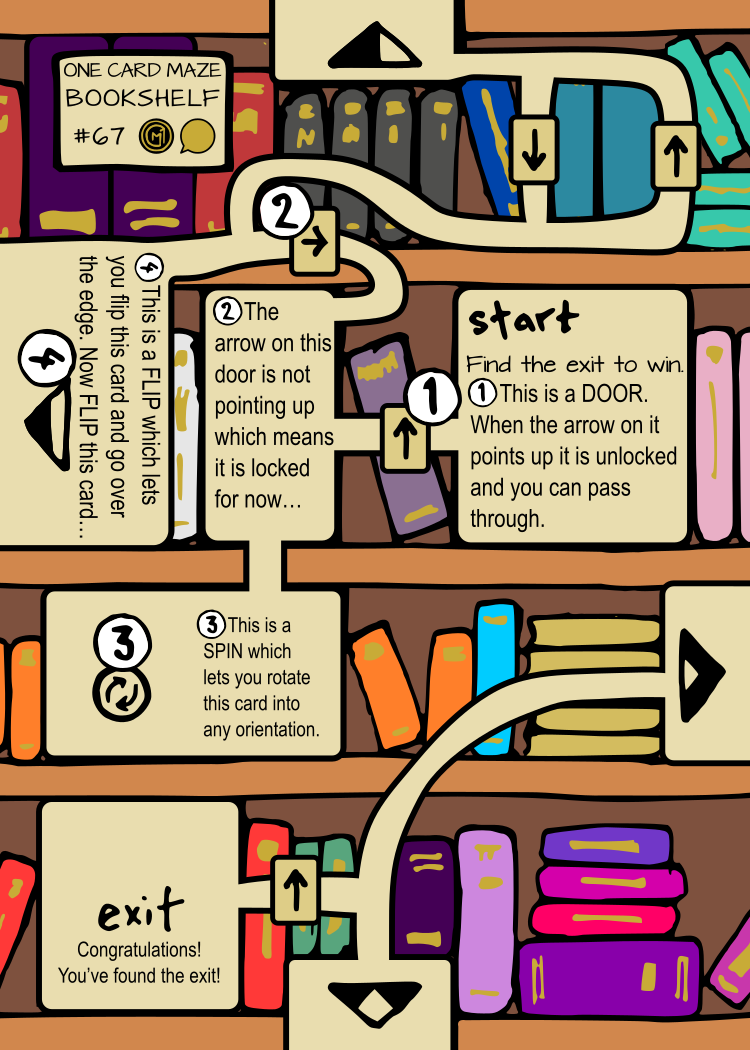 ONE CARD MAZE
BOOKSHELF
#67
2
4
4 This is a FLIP which lets
you flip this card and go over
the edge. Now FLIP this card…
2 The
arrow on this
door is not
pointing up
which means
it is locked
for now…
1
start
Find the exit to win.
1 This is a DOOR.
When the arrow on it
points up it is unlocked
and you can pass
through.
3
3 This is a
SPIN which
lets you rotate
this card into
any orientation.
exit
Congratulations!
You've found the exit!